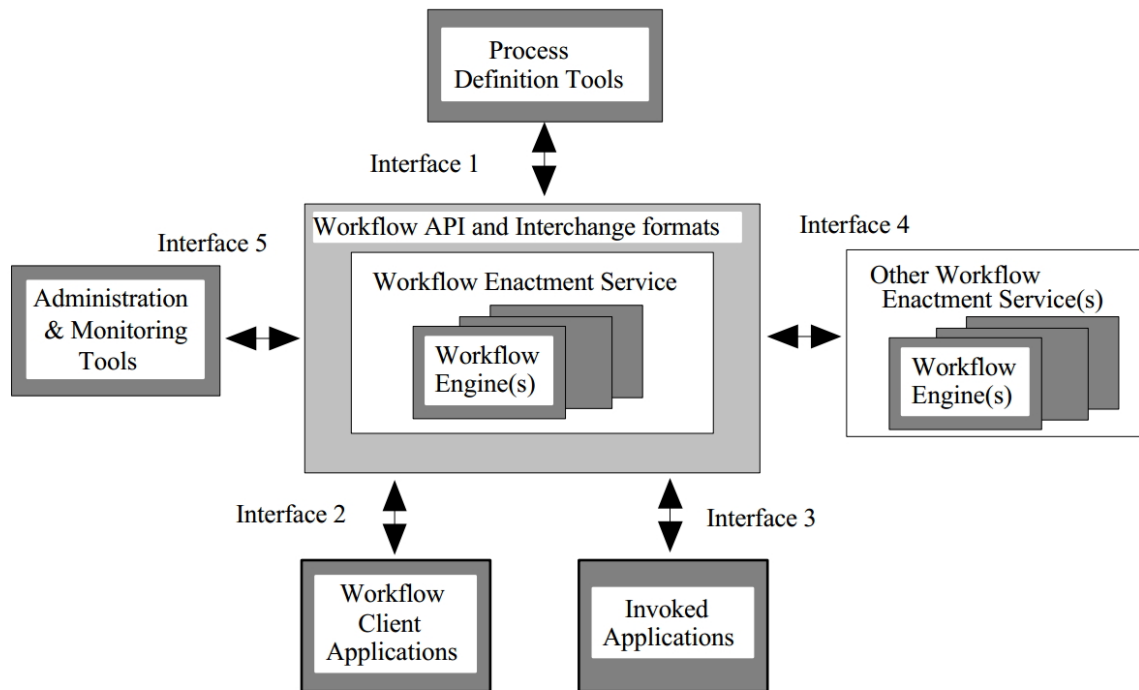 Process
Definition Tools
Interface 1
Workflow API and Interchange formats
Interface 5
Interface 4
Workflow Enactment Service
Other Workflow
Enactment Service(s)
Administration
& Monitoring
Tools
Workflow
Engine(s)
Workflow
Engine(s)
Interface 2
Interface 3
Workflow
Client
Applications
Invoked
Applications